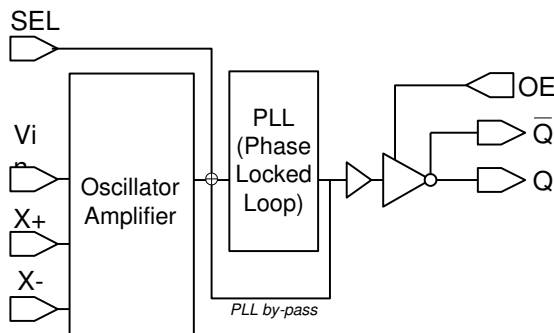 SEL
OE
PLL
(Phase
Locked
Loop)
Q
Vi
Oscillator
Amplifier
Q
X+
X-
PLL by-pass